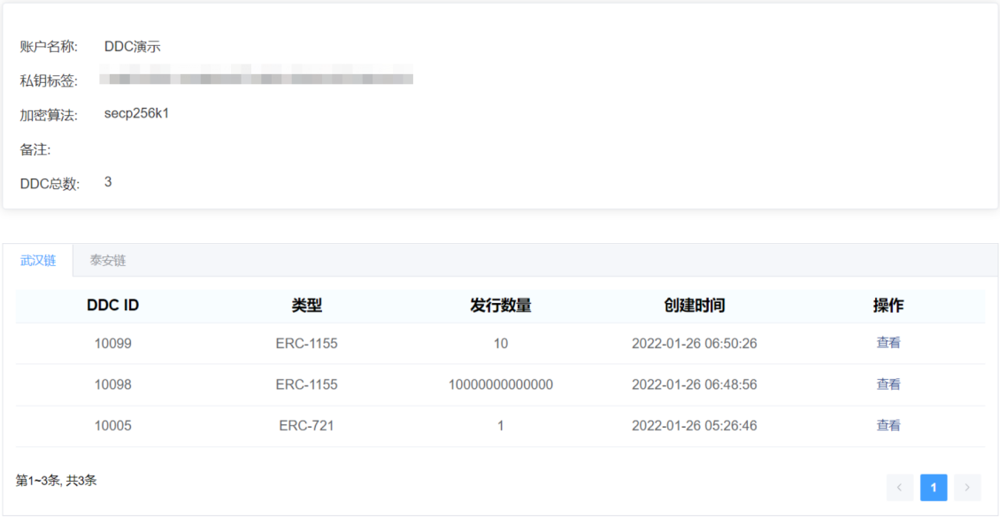 账户名称: DDC演示
私钥标签:
加密算法: secp256k1
备注:
DDC总数: 3
武汉链 泰安链
DDC ID 类型 发行数量 创建时间 操作
10099 ERC-1155 10 2022-01-26 06:50:26 查看
10098 ERC-1155 10000000000000 2022-01-26 06:48:56 查看
10005 ERC-721 1 2022-01-26 05:26:46 查看
第1~3条, 共3条
1